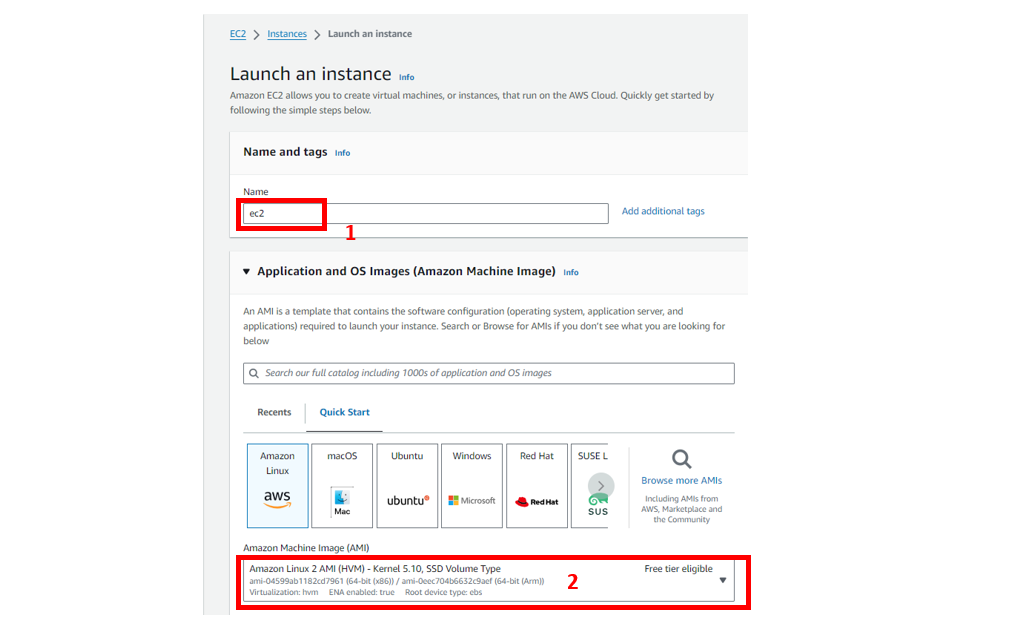 EC2 > Instances > Launch an instance
Launch an instance Info
Amazon EC2 allows you to create virtual machines, or instances, that run on the AWS Cloud. Quickly get started by
following the simple steps below.
Name and tags Info
Name
ec2
Add additional tags
1
Application and OS Images (Amazon Machine Image) Info
An AMI is a template that contains the software configuration (operating system, application server, and
applications) required to launch your instance. Search or Browse for AMIs if you don't see what you are looking for
below
Search our full catalog including 1000s of application and OS images
Recents
Quick Start
Amazon
Linux
aws
macOS
Mac
Ubuntu
ubuntu
Windows
Microsoft
Red Hat
Red Hat
SUSE L
SUS
Browse more AMIs
Including AMIs from
AWS, Marketplace and
the Community
Amazon Machine Image (AMI)
Amazon Linux 2 AMI (HVM) - Kernel 5.10, SSD Volume Type
Free tier eligible
ami-04599ab1182cd7961 (64-bit (x86)) / ami-0eec704b6632c9aef (64-bit (Arm))
Virtualization: hvm ENA enabled: true Root device type: ebs
2